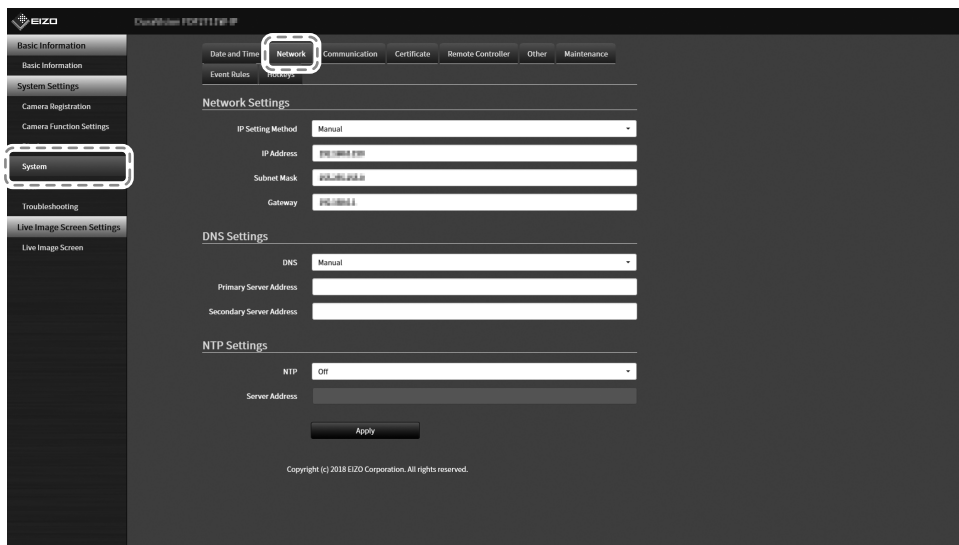 EIZO
Basic Information
Basic Information
System Settings
Camera Registration
Camera Function Settings
System
Troubleshooting
Live Image Screen Settings
Live Image Screen
Date and Time Network Communication Certificate Remote Controller Other Maintenance
Event Rules Hotkeys
Network Settings
IP Setting Method Manual
IP Address
Subnet Mask
Gateway
DNS Settings
DNS Manual
Primary Server Address
Secondary Server Address
NTP Settings
NTP Off
Server Address
Apply
Copyright (c) 2018 EIZO Corporation. All rights reserved.